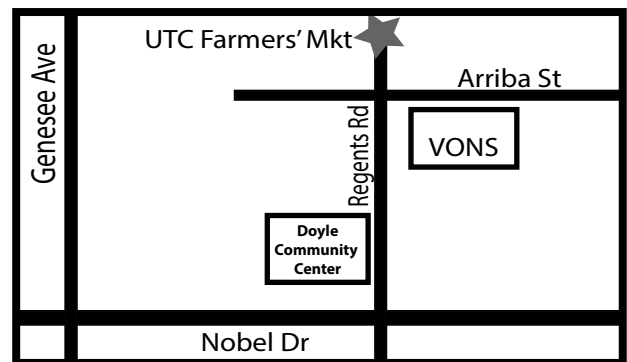 UTC Farmers’ Mkt
Genesee Ave
Arriba St
Regents Rd
VONS
Doyle
Community
Center
Nobel Dr